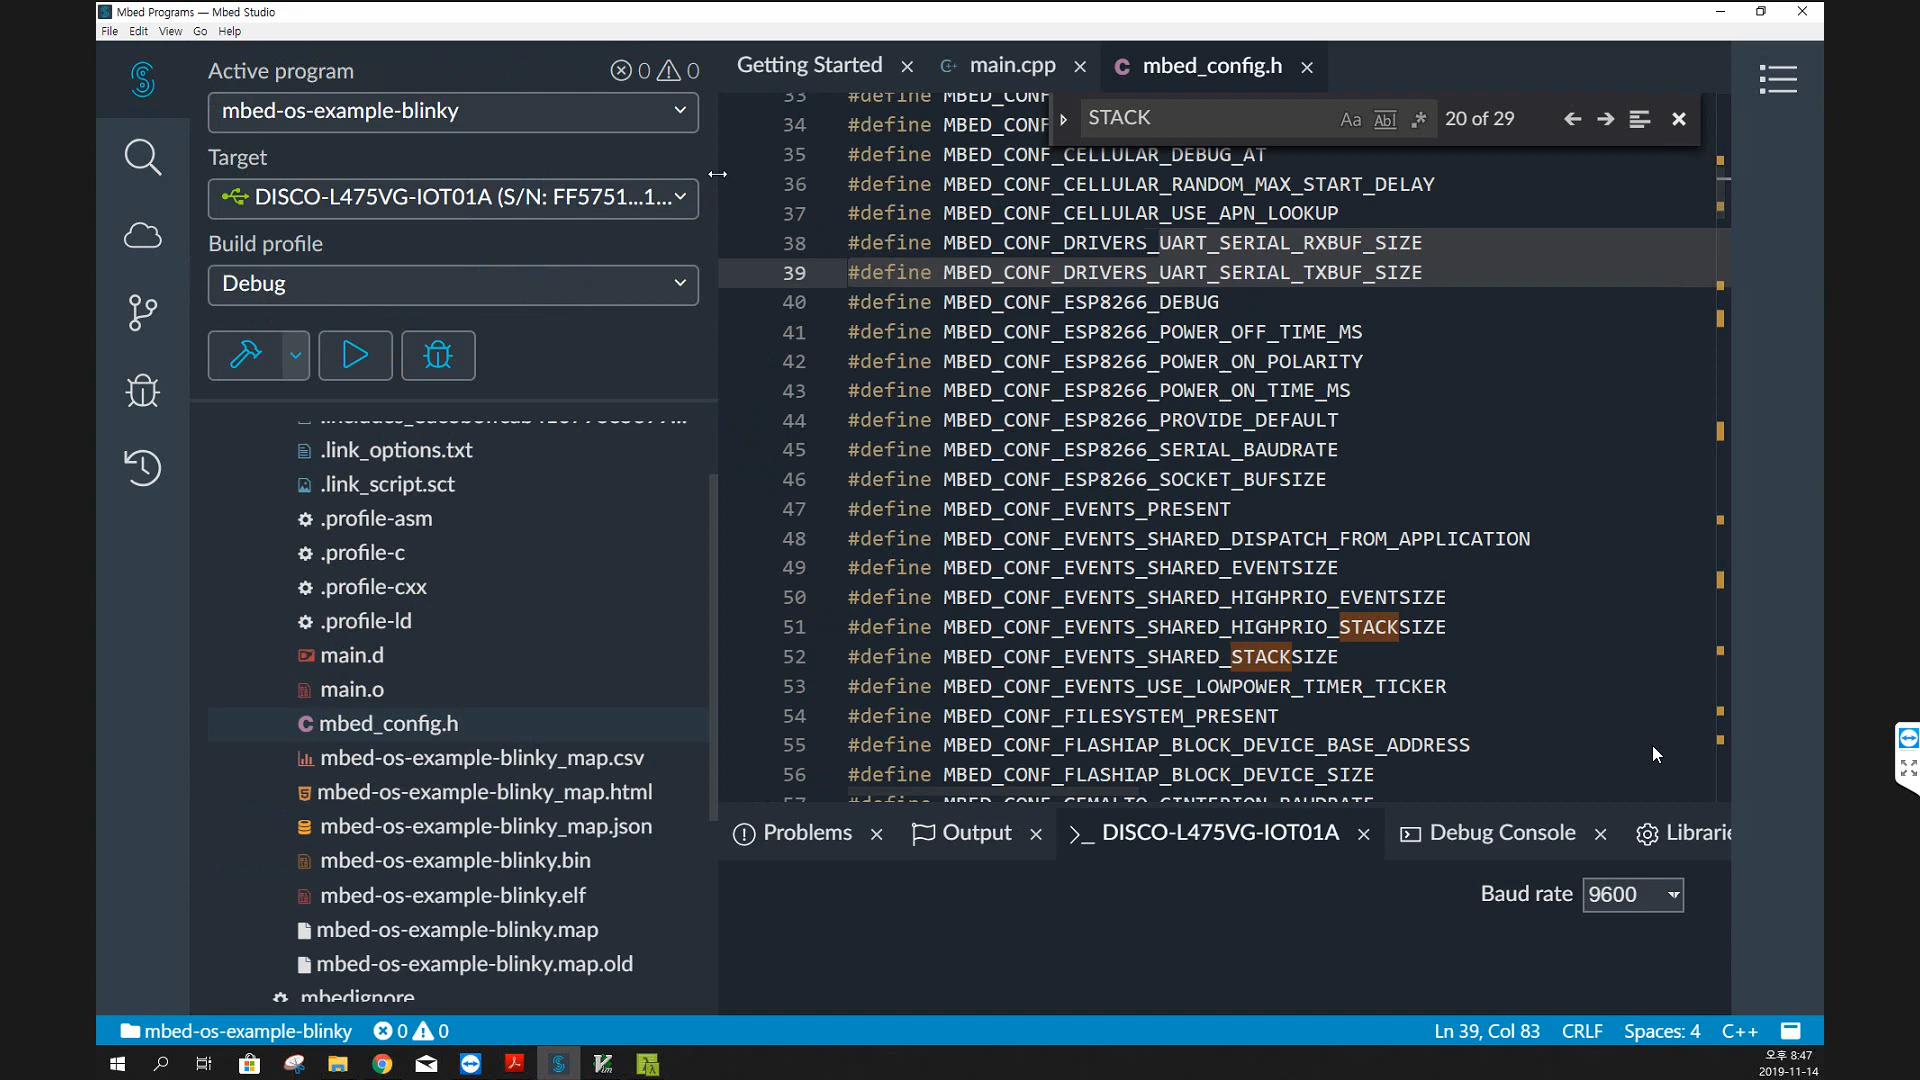 Mbed Programs — Mbed Studio
File Edit View Go Help
Active program
0 0
mbed-os-example-blinky
Target
DISCO-L475VG-IOT01A (S/N: FF5751...1...
Build profile
Debug
.link_options.txt
.link_script.sct
.profile-asm
.profile-c
.profile-cxx
.profile-ld
main.d
main.o
mbed_config.h
mbed-os-example-blinky_map.csv
mbed-os-example-blinky_map.html
mbed-os-example-blinky_map.json
mbed-os-example-blinky.bin
mbed-os-example-blinky.elf
mbed-os-example-blinky.map
mbed-os-example-blinky.map.old
mbedignore
Getting Started
main.cpp
mbed_config.h
STACK
Aa Abl .*
20 of 29
33 #define MBED_CONF
34 #define MBED_CONF
35 #define MBED_CONF_CELLULAR_DEBUG_AT
36 #define MBED_CONF_CELLULAR_RANDOM_MAX_START_DELAY
37 #define MBED_CONF_CELLULAR_USE_APN_LOOKUP
38 #define MBED_CONF_DRIVERS_UART_SERIAL_RXBUF_SIZE
39 #define MBED_CONF_DRIVERS_UART_SERIAL_TXBUF_SIZE
40 #define MBED_CONF_ESP8266_DEBUG
41 #define MBED_CONF_ESP8266_POWER_OFF_TIME_MS
42 #define MBED_CONF_ESP8266_POWER_ON_POLARITY
43 #define MBED_CONF_ESP8266_POWER_ON_TIME_MS
44 #define MBED_CONF_ESP8266_PROVIDE_DEFAULT
45 #define MBED_CONF_ESP8266_SERIAL_BAUDRATE
46 #define MBED_CONF_ESP8266_SOCKET_BUFSIZE
47 #define MBED_CONF_EVENTS_PRESENT
48 #define MBED_CONF_EVENTS_SHARED_DISPATCH_FROM_APPLICATION
49 #define MBED_CONF_EVENTS_SHARED_EVENTSIZE
50 #define MBED_CONF_EVENTS_SHARED_HIGHPRIO_EVENTSIZE
51 #define MBED_CONF_EVENTS_SHARED_HIGHPRIO_STACKSIZE
52 #define MBED_CONF_EVENTS_SHARED_STACKSIZE
53 #define MBED_CONF_EVENTS_USE_LOWPOWER_TIMER_TICKER
54 #define MBED_CONF_FILESYSTEM_PRESENT
55 #define MBED_CONF_FLASHIAP_BLOCK_DEVICE_BASE_ADDRESS
56 #define MBED_CONF_FLASHIAP_BLOCK_DEVICE_SIZE
Problems
Output
DISCO-L475VG-IOT01A
Debug Console
Librarie
Baud rate 9600
mbed-os-example-blinky 0 0
Ln 39, Col 83 CRLF Spaces: 4 C++
오후 8:47
2019-11-14